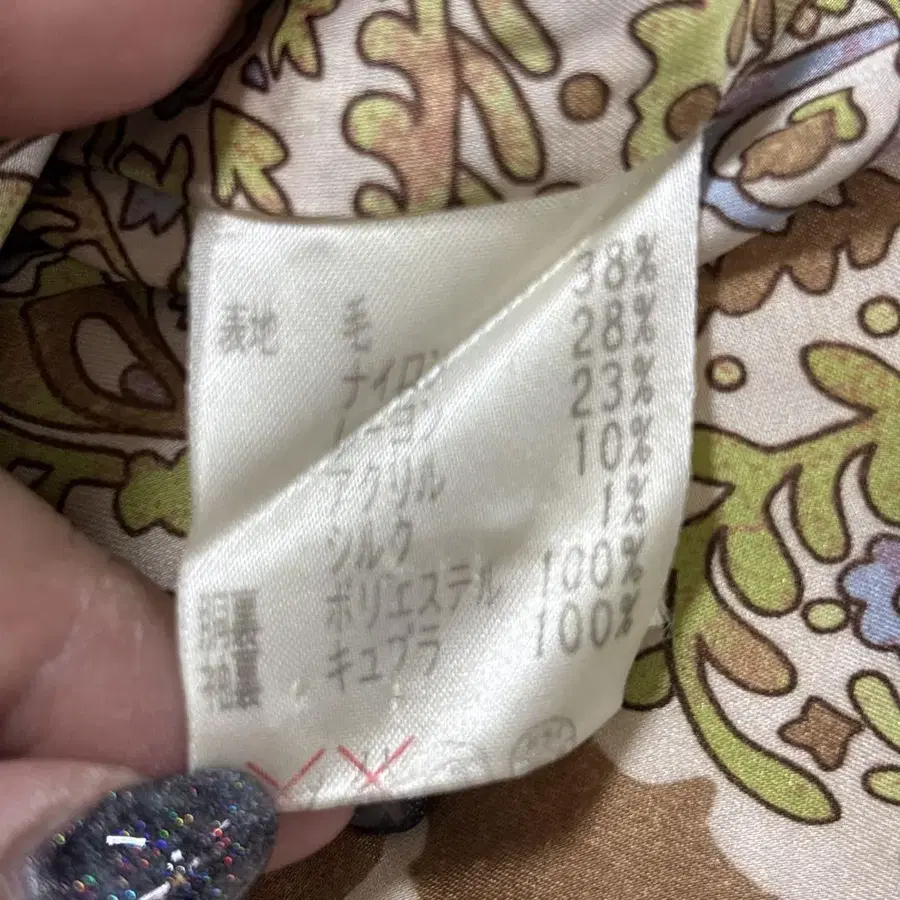 表地 毛 38%
ナイロン 28%
レーヨン 23%
アクリル 10%
シルク 1%
胴裏 ポリエステル 100%
袖裏 キュプラ 100%